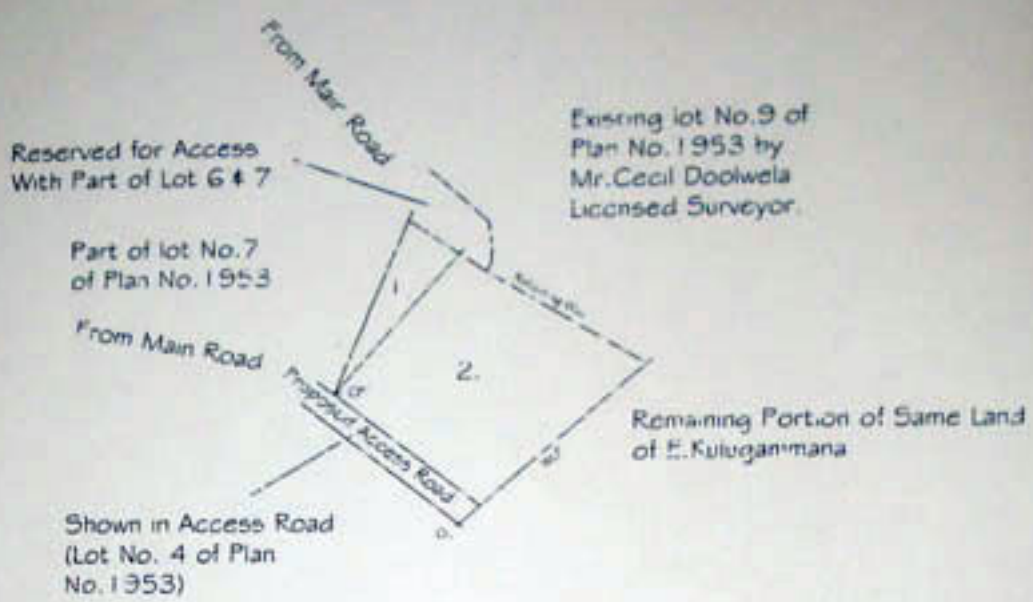 From Main Road
Existing lot No.9 of
Plan No. 1953 by
Mr.Cecil Doolwela
Licensed Surveyor.
Reserved for Access
With Part of Lot 6 & 7
Part of lot No.7
of Plan No. 1953
From Main Road
1
2.
Proposed Access Road
Remaining Portion of Same Land
of E.Kulugammana
Shown in Access Road
(Lot No. 4 of Plan
No. 1953)